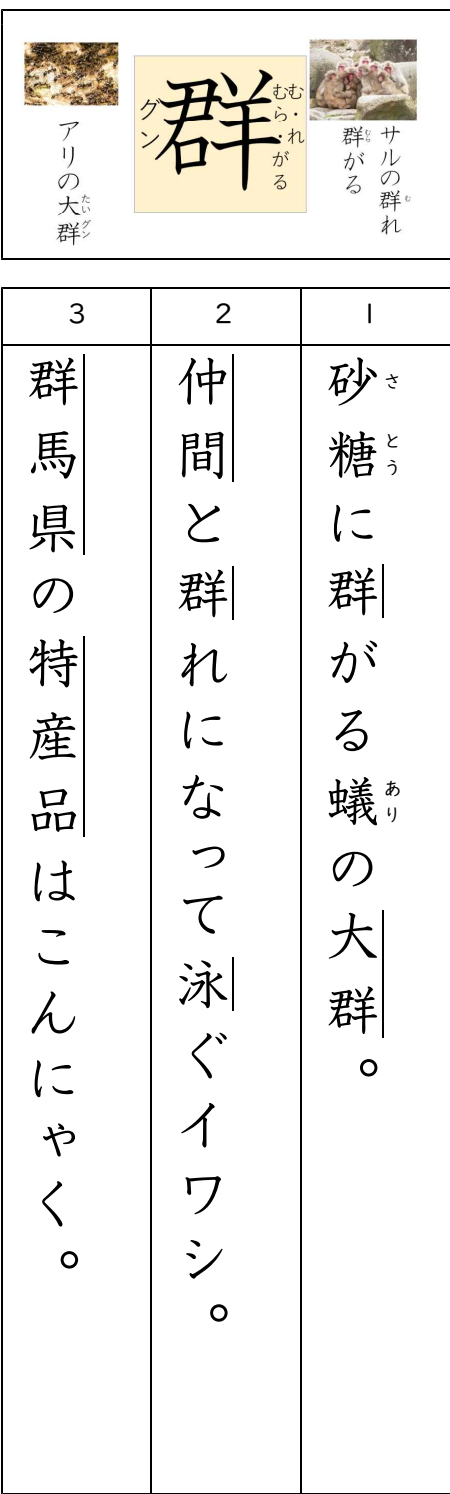 サルの群れ
む
群がる
むら
群
む・れ
むら・がる
グン
アリの大群
たいグン
1
砂糖に群がる蟻の大群。
さとう
あり
2
仲間と群れになって泳ぐイワシ。
3
群馬県の特産品はこんにゃく。